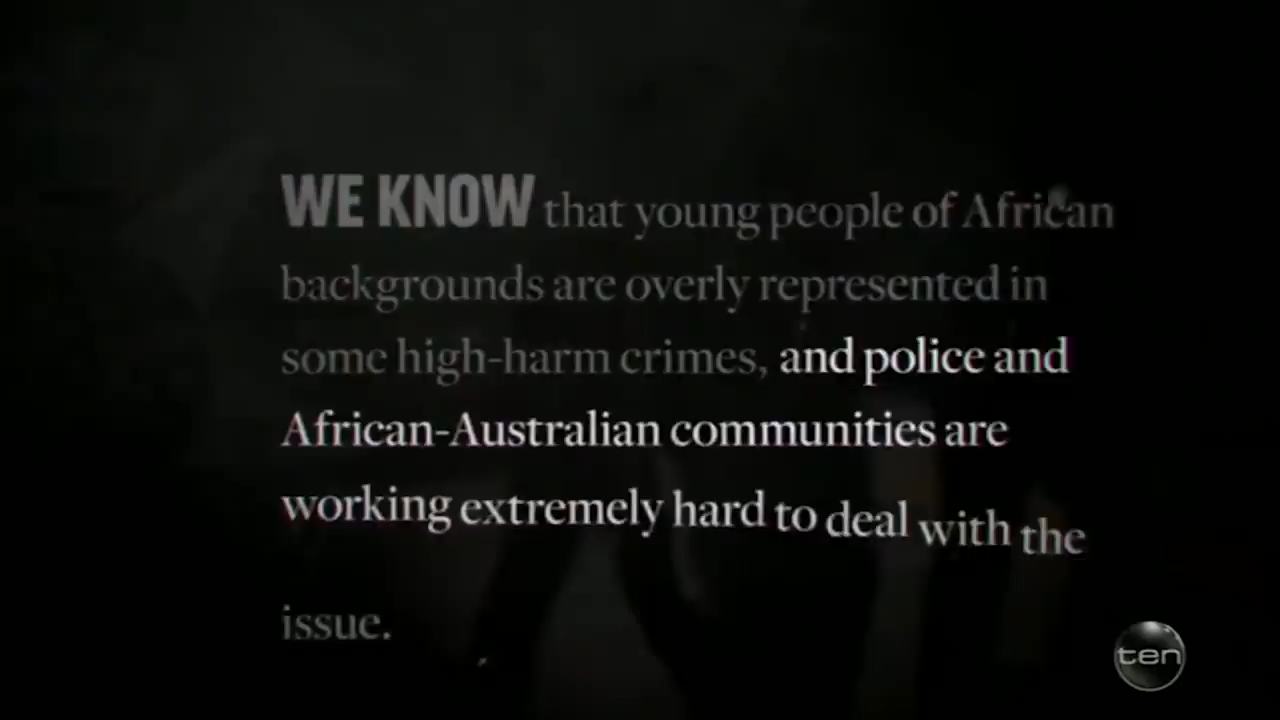 WE KNOW that young people of African
backgrounds are overly represented in
some high-harm crimes, and police and
African-Australian communities are
working extremely hard to deal with the
issue.
ten